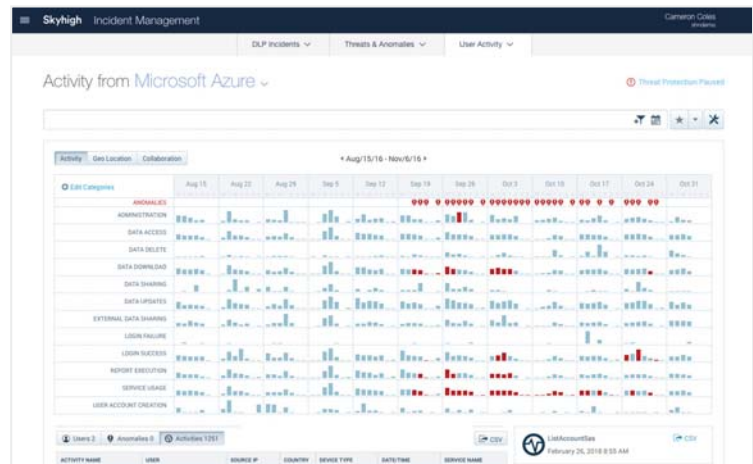 Skyhigh Incident Management
Cameron Coles
DLP Incidents
Threats & Anomalies
User Activity
Activity from Microsoft Azure
Threat Protection Paused
Activity Geo Location Collaboration
Aug/15/16 - Nov/6/16
Edit Categories Aug 15 Aug 22 Aug 29 Sep 5 Sep 12 Sep 19 Sep 26 Oct 3 Oct 10 Oct 17 Oct 24 Oct 31
ANOMALIES
ADMINISTRATION
DATA ACCESS
DATA DELETE
DATA DOWNLOAD
DATA SHARING
DATA UPDATES
EXTERNAL DATA SHARING
LOGIN FAILURE
LOGIN SUCCESS
REPORT EXECUTION
SERVICE USAGE
USER ACCOUNT CREATION
Users 2 Anomalies 0 Activities 1251
CSV
ListAccountSas
CSV
February 26, 2018 8:55 AM
ACTIVITY NAME USER SOURCE IP COUNTRY DEVICE TYPE DATE/TIME SERVICE NAME